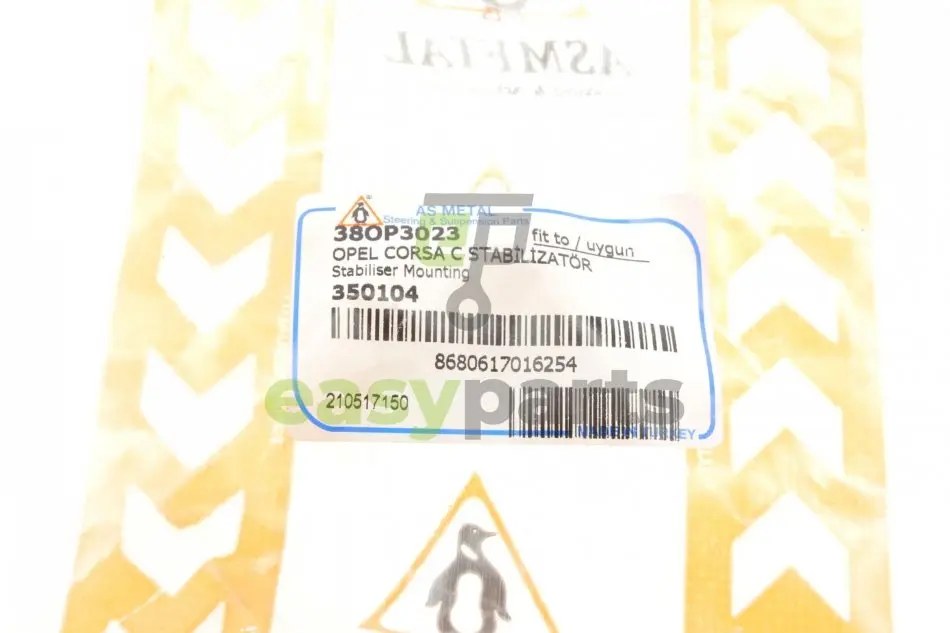 ASMETAL
AS METAL
Steering & Suspension Parts
38OP3023
fit to / uygun
OPEL CORSA C STABİLİZATÖR
Stabiliser Mounting
350104
8680617016254
easyparts
210517150
MADE IN TURKEY